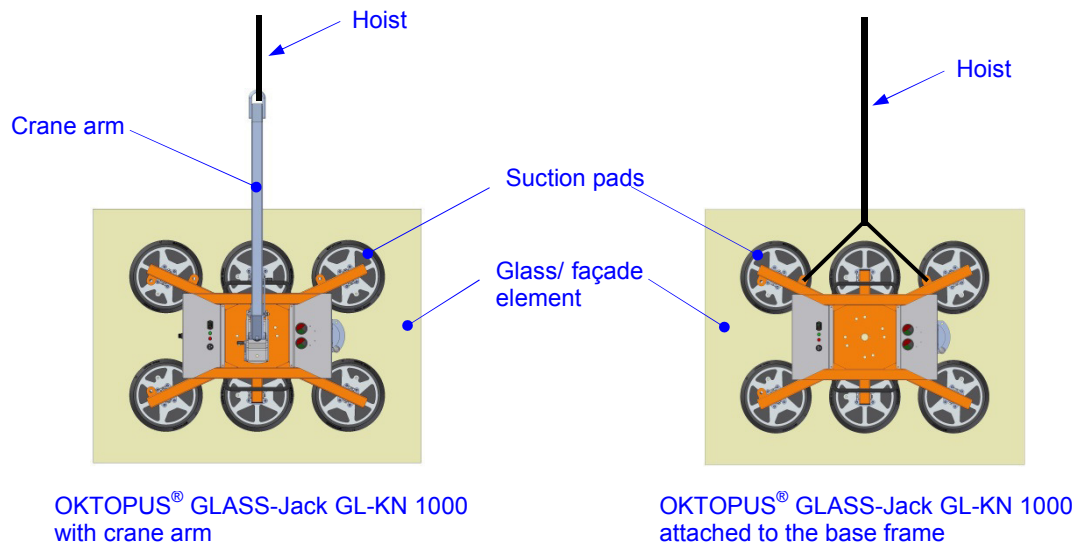 Hoist
Hoist
Crane arm
Suction pads
Glass/ façade
element
OKTOPUS® GLASS-Jack GL-KN 1000
with crane arm
OKTOPUS® GLASS-Jack GL-KN 1000
attached to the base frame